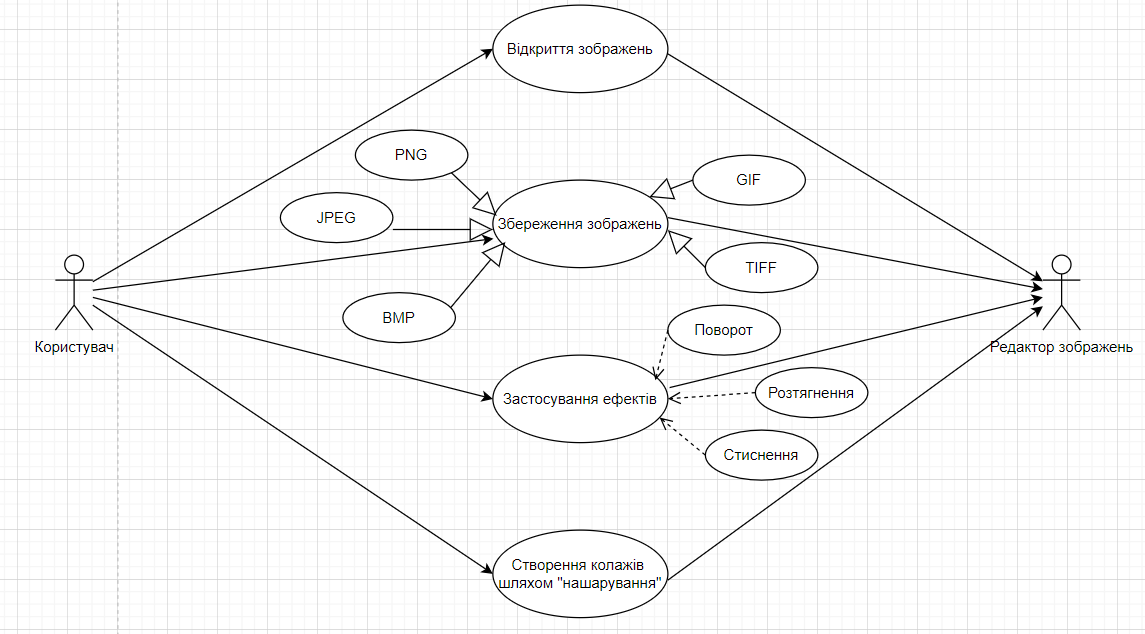 Відкриття зображень
PNG
GIF
JPEG
Збереження зображень
TIFF
BMP
Поворот
Користувач
Редактор зображень
Застосування ефектів
Розтягнення
Стиснення
Створення колажів
шляхом "нашарування"